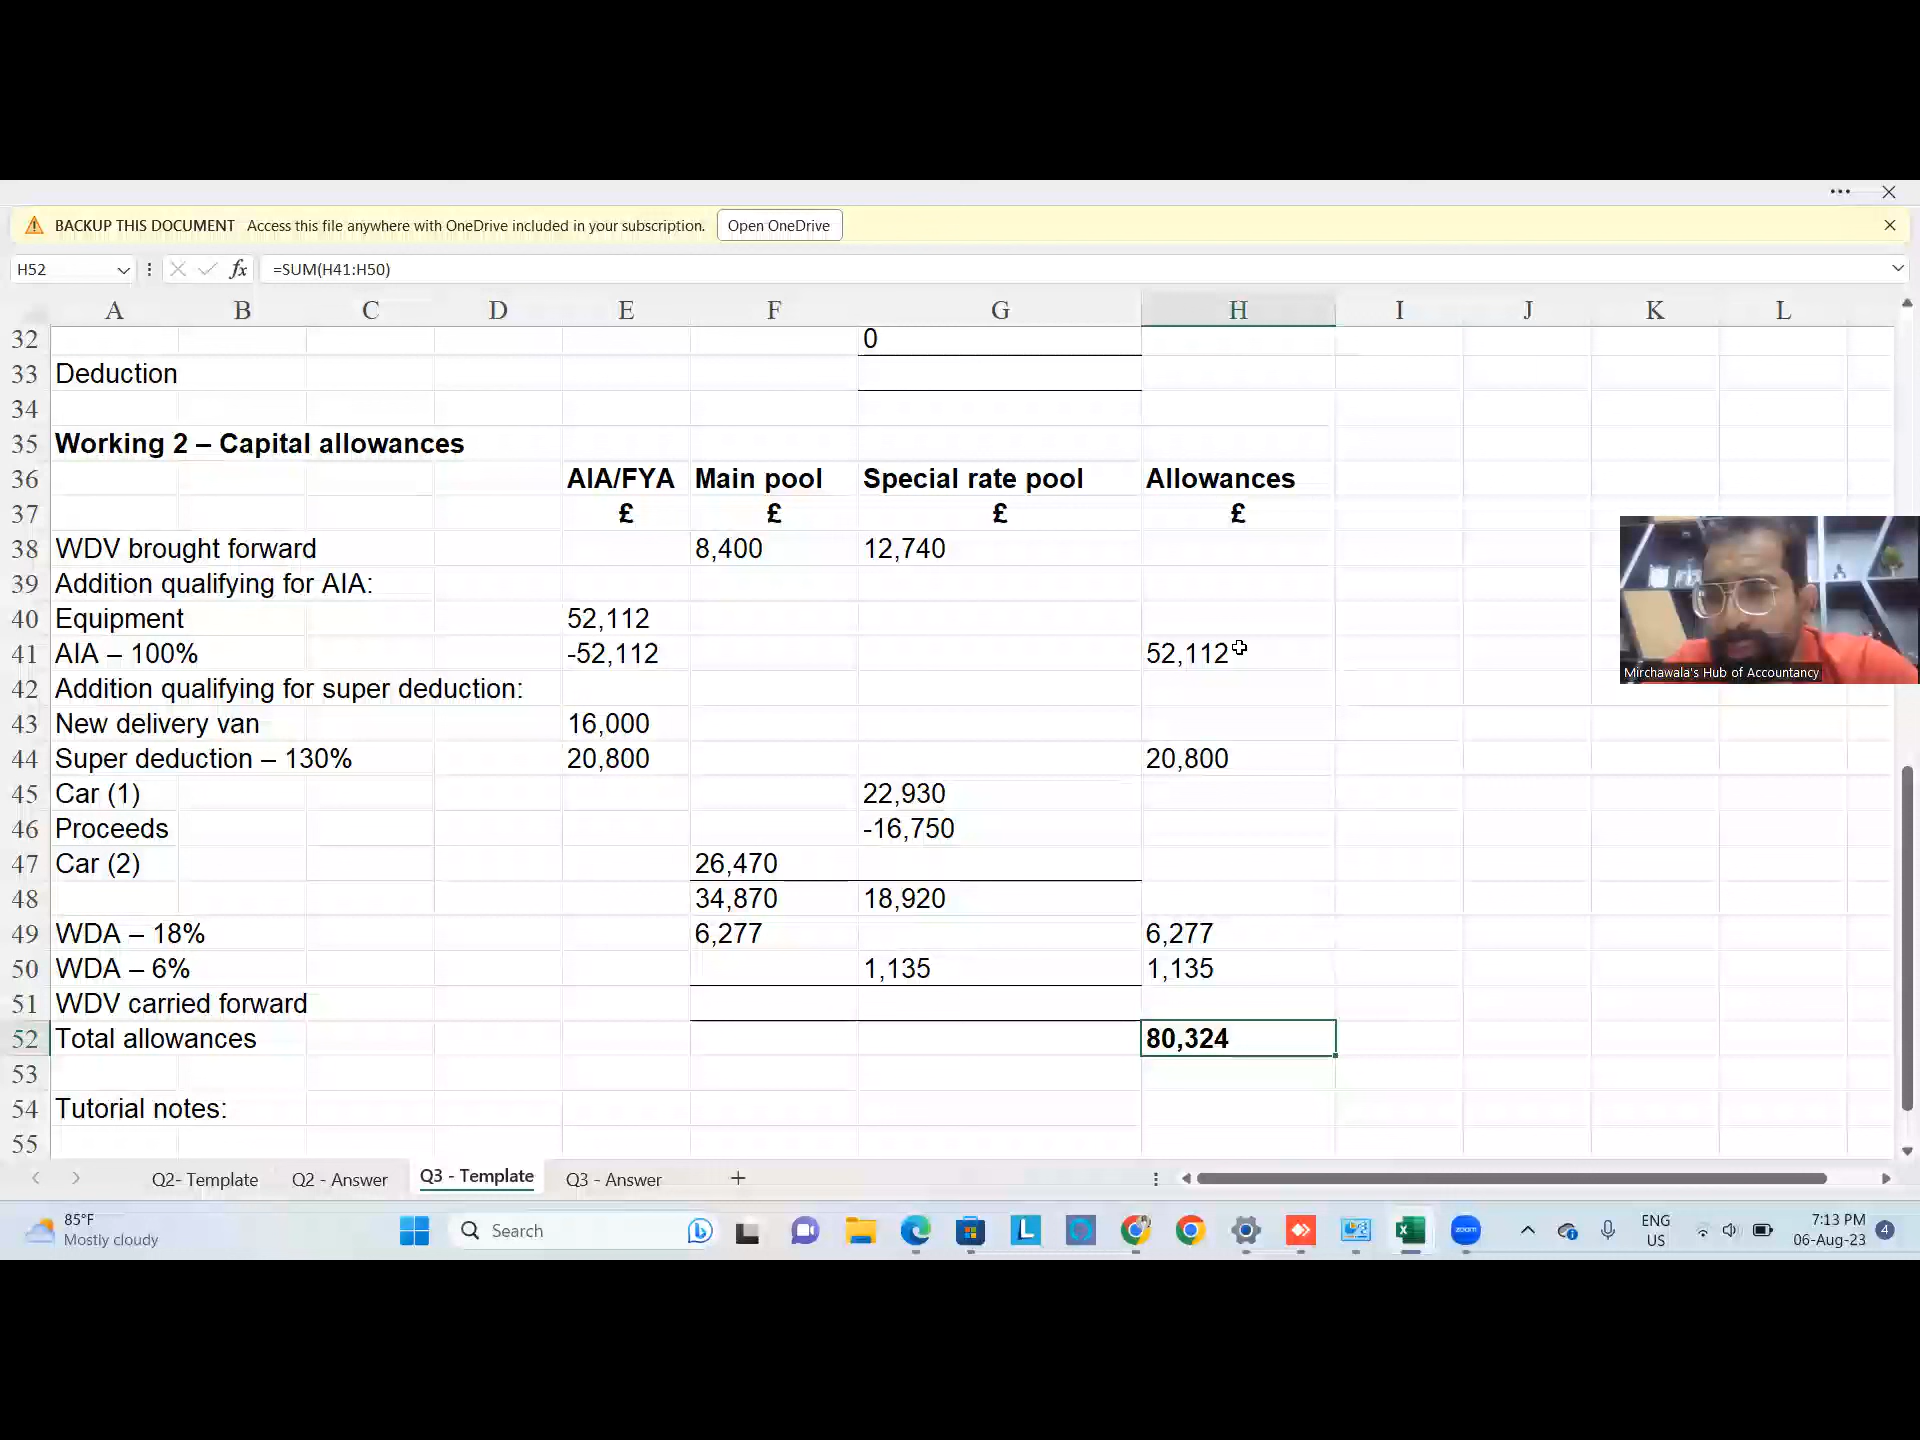 BACKUP THIS DOCUMENT Access this file anywhere with OneDrive included in your subscription. Open OneDrive
H52 fx =SUM(H41:H50)
A B C D E F G H I J K L
32 0
33 Deduction
34
35 Working 2 – Capital allowances
36 AIA/FYA Main pool Special rate pool Allowances
37 £ £ £ £
38 WDV brought forward 8,400 12,740
39 Addition qualifying for AIA:
40 Equipment 52,112
41 AIA – 100% -52,112 52,112
42 Addition qualifying for super deduction:
43 New delivery van 16,000
44 Super deduction – 130% 20,800 20,800
45 Car (1) 22,930
46 Proceeds -16,750
47 Car (2) 26,470
48 34,870 18,920
49 WDA – 18% 6,277 6,277
50 WDA – 6% 1,135 1,135
51 WDV carried forward
52 Total allowances 80,324
53
54 Tutorial notes:
55
Mirchawala's Hub of Accountancy
Q2- Template Q2 - Answer Q3 - Template Q3 - Answer
85°F
Mostly cloudy
Search
L
zoom
ENG
US
7:13 PM
06-Aug-23
4